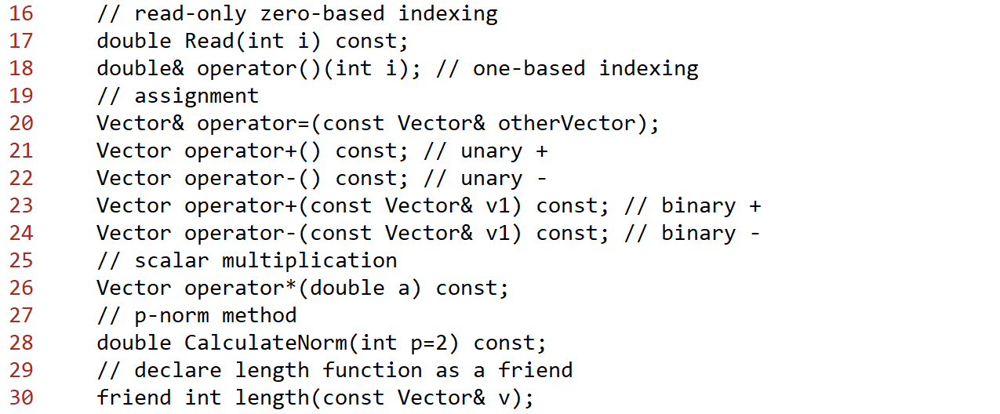 16 // read-only zero-based indexing
17 double Read(int i) const;
18 double& operator()(int i); // one-based indexing
19 // assignment
20 Vector& operator=(const Vector& otherVector);
21 Vector operator+() const; // unary +
22 Vector operator-() const; // unary -
23 Vector operator+(const Vector& v1) const; // binary +
24 Vector operator-(const Vector& v1) const; // binary -
25 // scalar multiplication
26 Vector operator*(double a) const;
27 // p-norm method
28 double CalculateNorm(int p=2) const;
29 // declare length function as a friend
30 friend int length(const Vector& v);